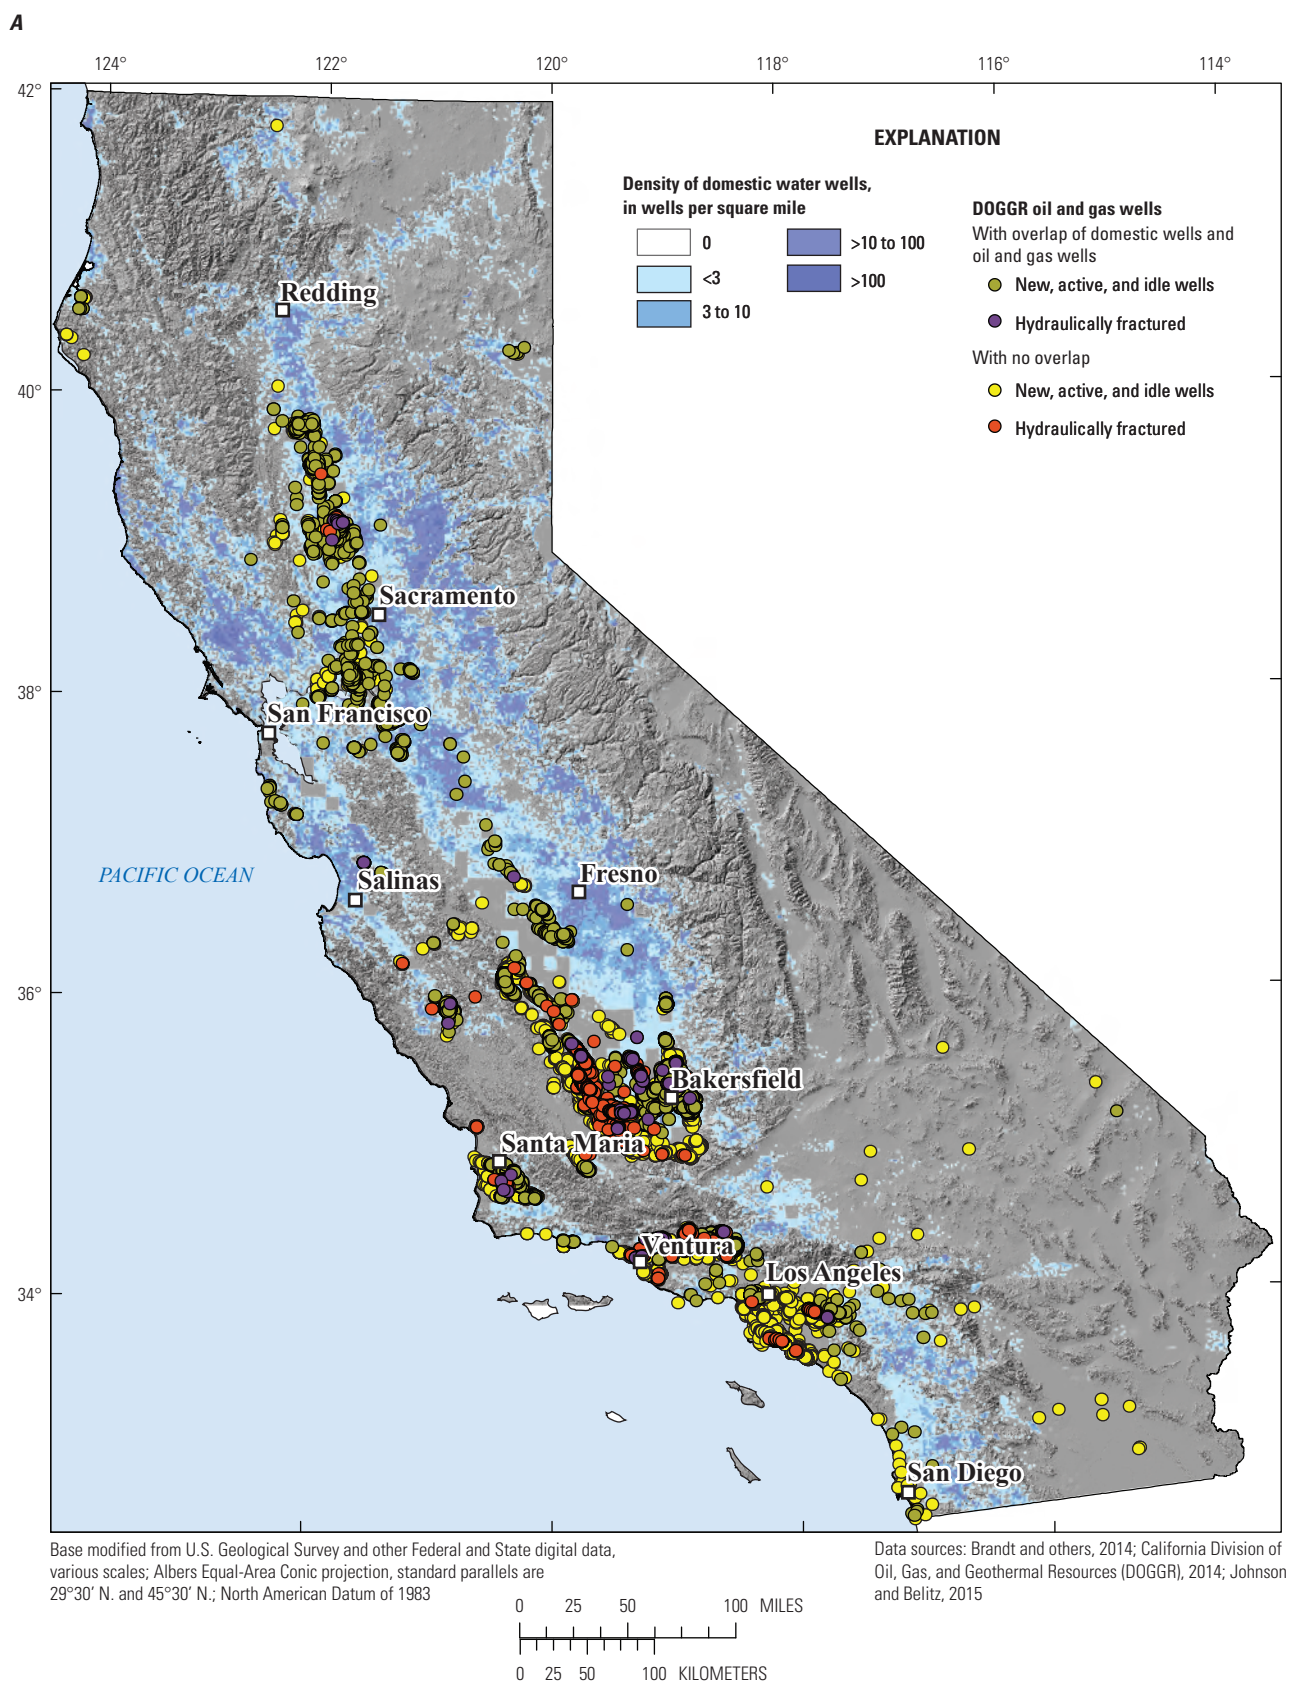 A
124°
122°
120°
118°
116°
114°
42°
40°
38°
36°
34°
EXPLANATION
Density of domestic water wells,
in wells per square mile
0
<3
3 to 10
>10 to 100
>100
DOGGR oil and gas wells
With overlap of domestic wells and
oil and gas wells
New, active, and idle wells
Hydraulically fractured
With no overlap
New, active, and idle wells
Hydraulically fractured
Redding
Sacramento
San Francisco
PACIFIC OCEAN
Salinas
Fresno
Bakersfield
Santa Maria
Ventura
Los Angeles
San Diego
Base modified from U.S. Geological Survey and other Federal and State digital data,
various scales; Albers Equal-Area Conic projection, standard parallels are
29°30′ N. and 45°30′ N.; North American Datum of 1983
Data sources: Brandt and others, 2014; California Division of
Oil, Gas, and Geothermal Resources (DOGGR), 2014; Johnson
and Belitz, 2015
0 25 50 100 MILES
0 25 50 100 KILOMETERS